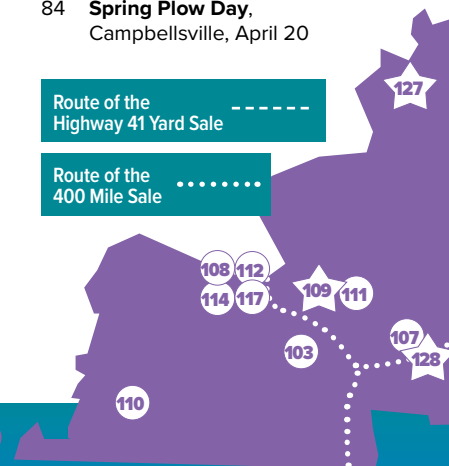 84 Spring Plow Day,
Campbellsville, April 20
Route of the
Highway 41 Yard Sale
Route of the
400 Mile Sale
127
108 112
114 117
109 111
103
107
128
110